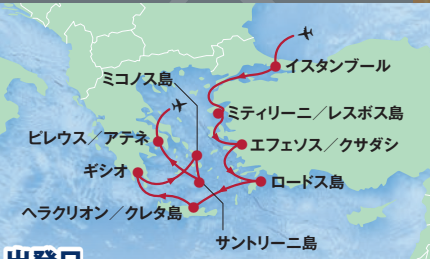 イスタンブール
ミコノス島
ミティリーニ／レスボス島
ピレウス／アテネ
エフェソス／クサダシ
ギシオ
ロードス島
ヘラクリオン／クレタ島
サントリーニ島
出発日